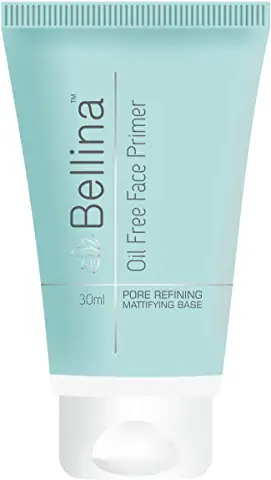 Bellina™
Oil Free Face Primer
30ml
PORE REFINING
MATTIFYING BASE